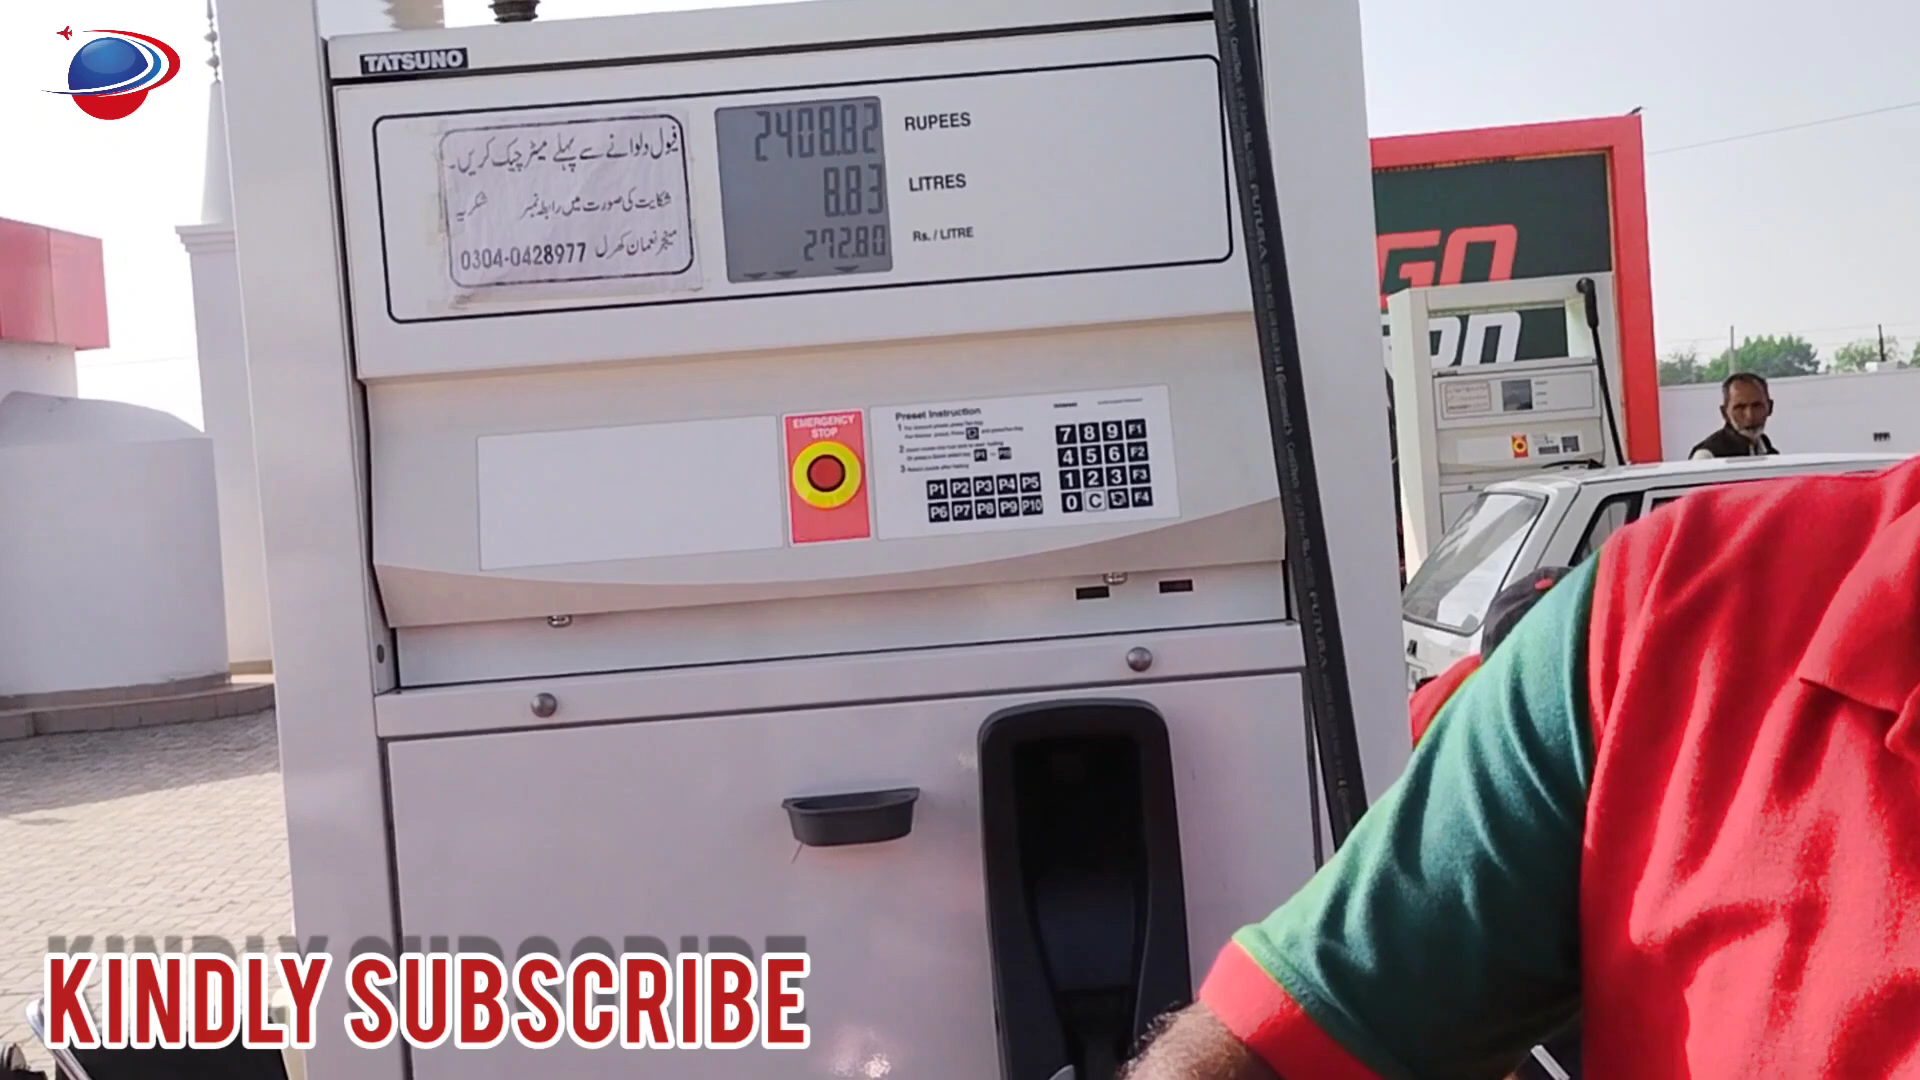 TATSUNO
فیول ڈلوانے سے پہلے میٹر چیک کریں۔
شکایت کی صورت میں رابطہ نمبر شکریہ
مینجر نعمان کھرل 0304-0428977
2408.82 RUPEES
8.83 LITRES
272.80 Rs. / LITRE
GO
EMERGENCY
STOP
Preset Instruction
7 8 9 F1
4 5 6 F2
1 2 3 F3
0 C F4
P1 P2 P3 P4 P5
P6 P7 P8 P9 P10
FUTURA
KINDLY SUBSCRIBE